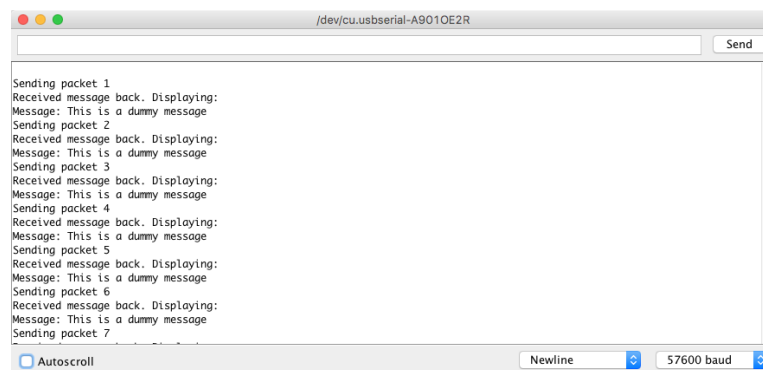 /dev/cu.usbserial-A901OE2R
Send
Sending packet 1
Received message back. Displaying:
Message: This is a dummy message
Sending packet 2
Received message back. Displaying:
Message: This is a dummy message
Sending packet 3
Received message back. Displaying:
Message: This is a dummy message
Sending packet 4
Received message back. Displaying:
Message: This is a dummy message
Sending packet 5
Received message back. Displaying:
Message: This is a dummy message
Sending packet 6
Received message back. Displaying:
Message: This is a dummy message
Sending packet 7
Autoscroll
Newline
57600 baud